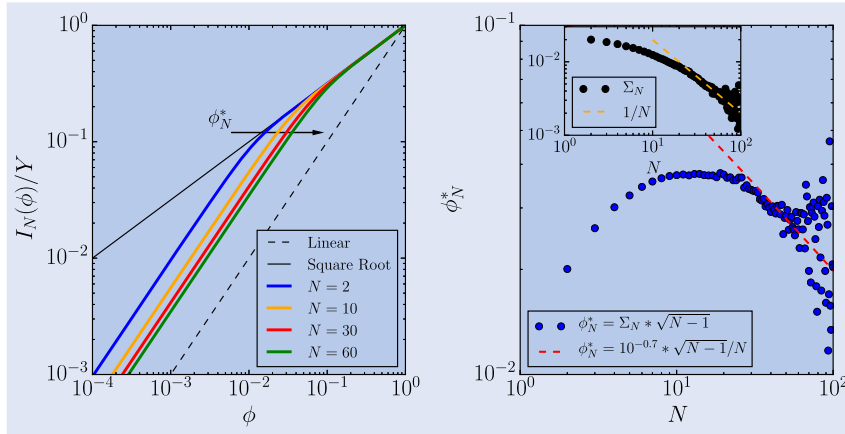 10^0
10^{-1}
10^{-2}
10^{-3}
I_N(ϕ)/Y
ϕ^*_N
Linear
Square Root
N = 2
N = 10
N = 30
N = 60
10^{-4}
10^{-3}
10^{-2}
10^{-1}
10^0
ϕ
10^{-1}
10^{-2}
ϕ^*_N
10^{-2}
10^{-3}
Σ_N
1/N
10^0
10^1
10^2
N
ϕ^*_N = Σ_N * √(N − 1)
ϕ^*_N = 10^{-0.7} * √(N − 1)/N
10^0
10^1
10^2
N